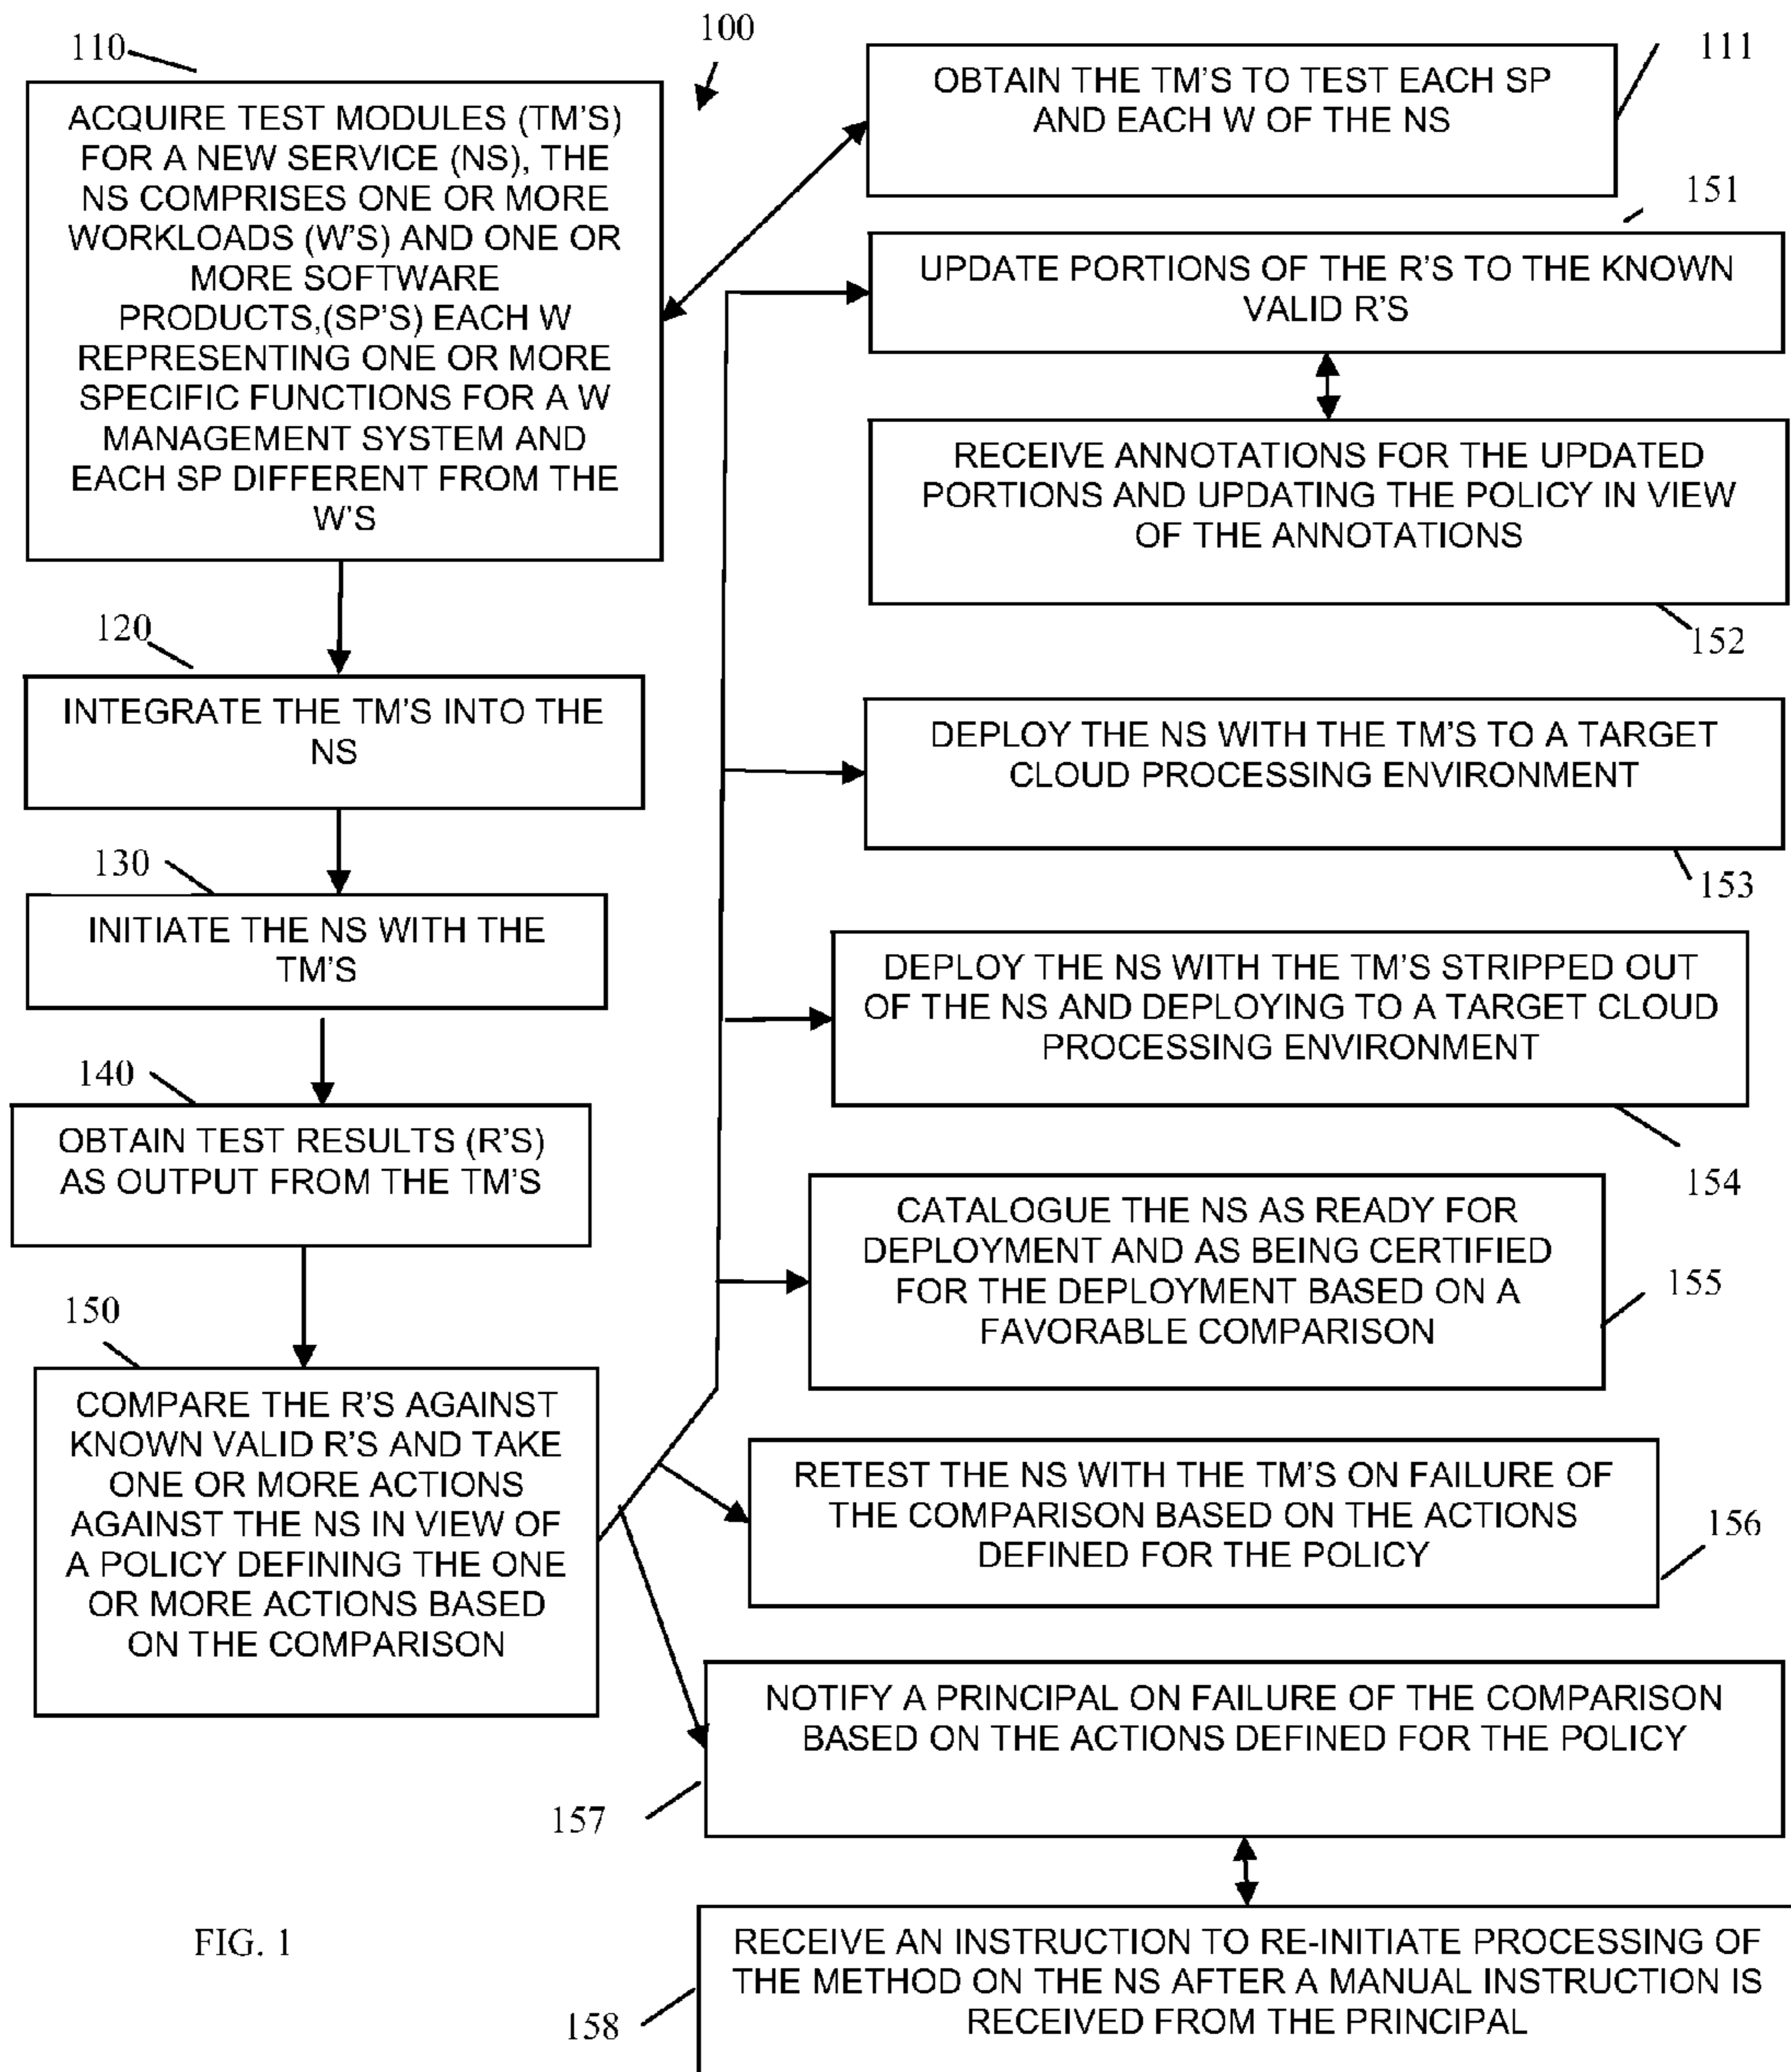 100
110
ACQUIRE TEST MODULES (TM'S)
FOR A NEW SERVICE (NS), THE
NS COMPRISES ONE OR MORE
WORKLOADS (W'S) AND ONE OR
MORE SOFTWARE
PRODUCTS,(SP'S) EACH W
REPRESENTING ONE OR MORE
SPECIFIC FUNCTIONS FOR A W
MANAGEMENT SYSTEM AND
EACH SP DIFFERENT FROM THE
W'S
111
OBTAIN THE TM'S TO TEST EACH SP
AND EACH W OF THE NS
120
INTEGRATE THE TM'S INTO THE
NS
130
INITIATE THE NS WITH THE
TM'S
140
OBTAIN TEST RESULTS (R'S)
AS OUTPUT FROM THE TM'S
150
COMPARE THE R'S AGAINST
KNOWN VALID R'S AND TAKE
ONE OR MORE ACTIONS
AGAINST THE NS IN VIEW OF
A POLICY DEFINING THE ONE
OR MORE ACTIONS BASED
ON THE COMPARISON
151
UPDATE PORTIONS OF THE R'S TO THE KNOWN
VALID R'S
RECEIVE ANNOTATIONS FOR THE UPDATED
PORTIONS AND UPDATING THE POLICY IN VIEW
OF THE ANNOTATIONS
152
DEPLOY THE NS WITH THE TM'S TO A TARGET
CLOUD PROCESSING ENVIRONMENT
153
DEPLOY THE NS WITH THE TM'S STRIPPED OUT
OF THE NS AND DEPLOYING TO A TARGET CLOUD
PROCESSING ENVIRONMENT
154
CATALOGUE THE NS AS READY FOR
DEPLOYMENT AND AS BEING CERTIFIED
FOR THE DEPLOYMENT BASED ON A
FAVORABLE COMPARISON
155
RETEST THE NS WITH THE TM'S ON FAILURE OF
THE COMPARISON BASED ON THE ACTIONS
DEFINED FOR THE POLICY
156
NOTIFY A PRINCIPAL ON FAILURE OF THE COMPARISON
BASED ON THE ACTIONS DEFINED FOR THE POLICY
157
RECEIVE AN INSTRUCTION TO RE-INITIATE PROCESSING OF
THE METHOD ON THE NS AFTER A MANUAL INSTRUCTION IS
RECEIVED FROM THE PRINCIPAL
158
FIG. 1